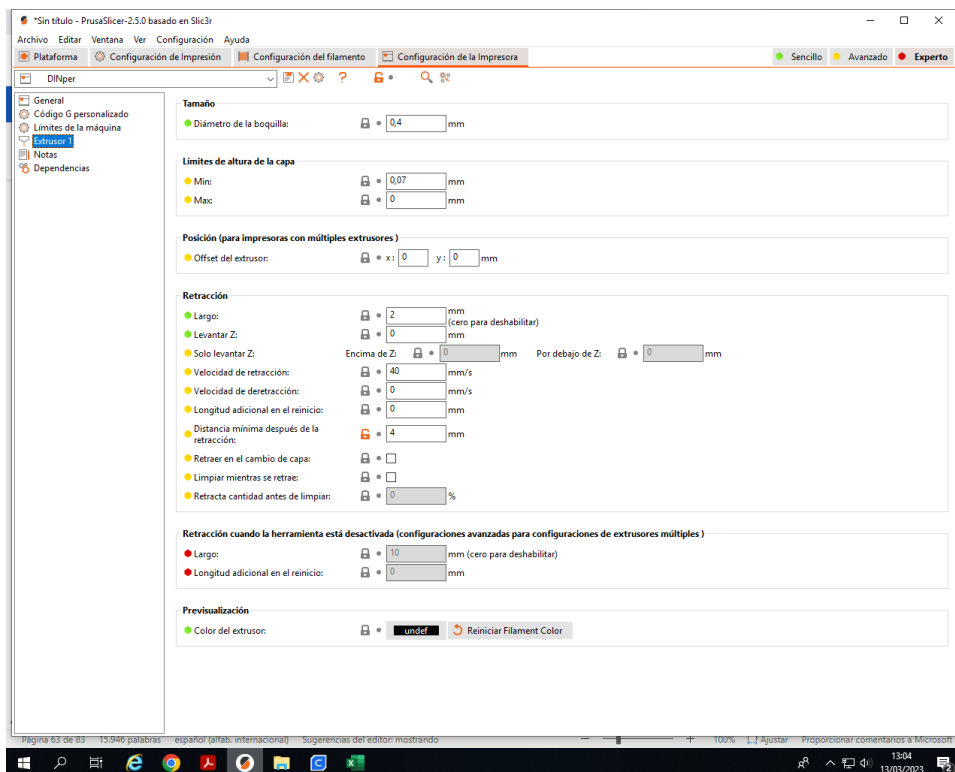 *Sin título - PrusaSlicer-2.5.0 basado en Slic3r
Archivo Editar Ventana Ver Configuración Ayuda
Plataforma Configuración de Impresión Configuración del filamento Configuración de la Impresora Sencillo Avanzado Experto
DINper
General
Código G personalizado
Límites de la máquina
Extrusor 1
Notas
Dependencias
Tamaño
Diámetro de la boquilla: 0,4 mm
Límites de altura de la capa
Min: 0,07 mm
Max: 0 mm
Posición (para impresoras con múltiples extrusores )
Offset del extrusor: x: 0 y: 0 mm
Retracción
Largo: 2 mm
(cero para deshabilitar)
Levantar Z: 0 mm
Solo levantar Z: Encima de Z: 0 mm Por debajo de Z: 0 mm
Velocidad de retracción: 40 mm/s
Velocidad de deretracción: 0 mm/s
Longitud adicional en el reinicio: 0 mm
Distancia mínima después de la
retracción: 4 mm
Retraer en el cambio de capa:
Limpiar mientras se retrae:
Retracta cantidad antes de limpiar: 0 %
Retracción cuando la herramienta está desactivada (configuraciones avanzadas para configuraciones de extrusores múltiples )
Largo: 10 mm (cero para deshabilitar)
Longitud adicional en el reinicio: 0 mm
Previsualización
Color del extrusor: undef Reiniciar Filament Color
Página 63 de 83 15.946 palabras español (alfab. internacional) Sugerencias del editor: mostrando 100% Ajustar Proporcionar comentarios a Microsoft
13:04
13/03/2023
2